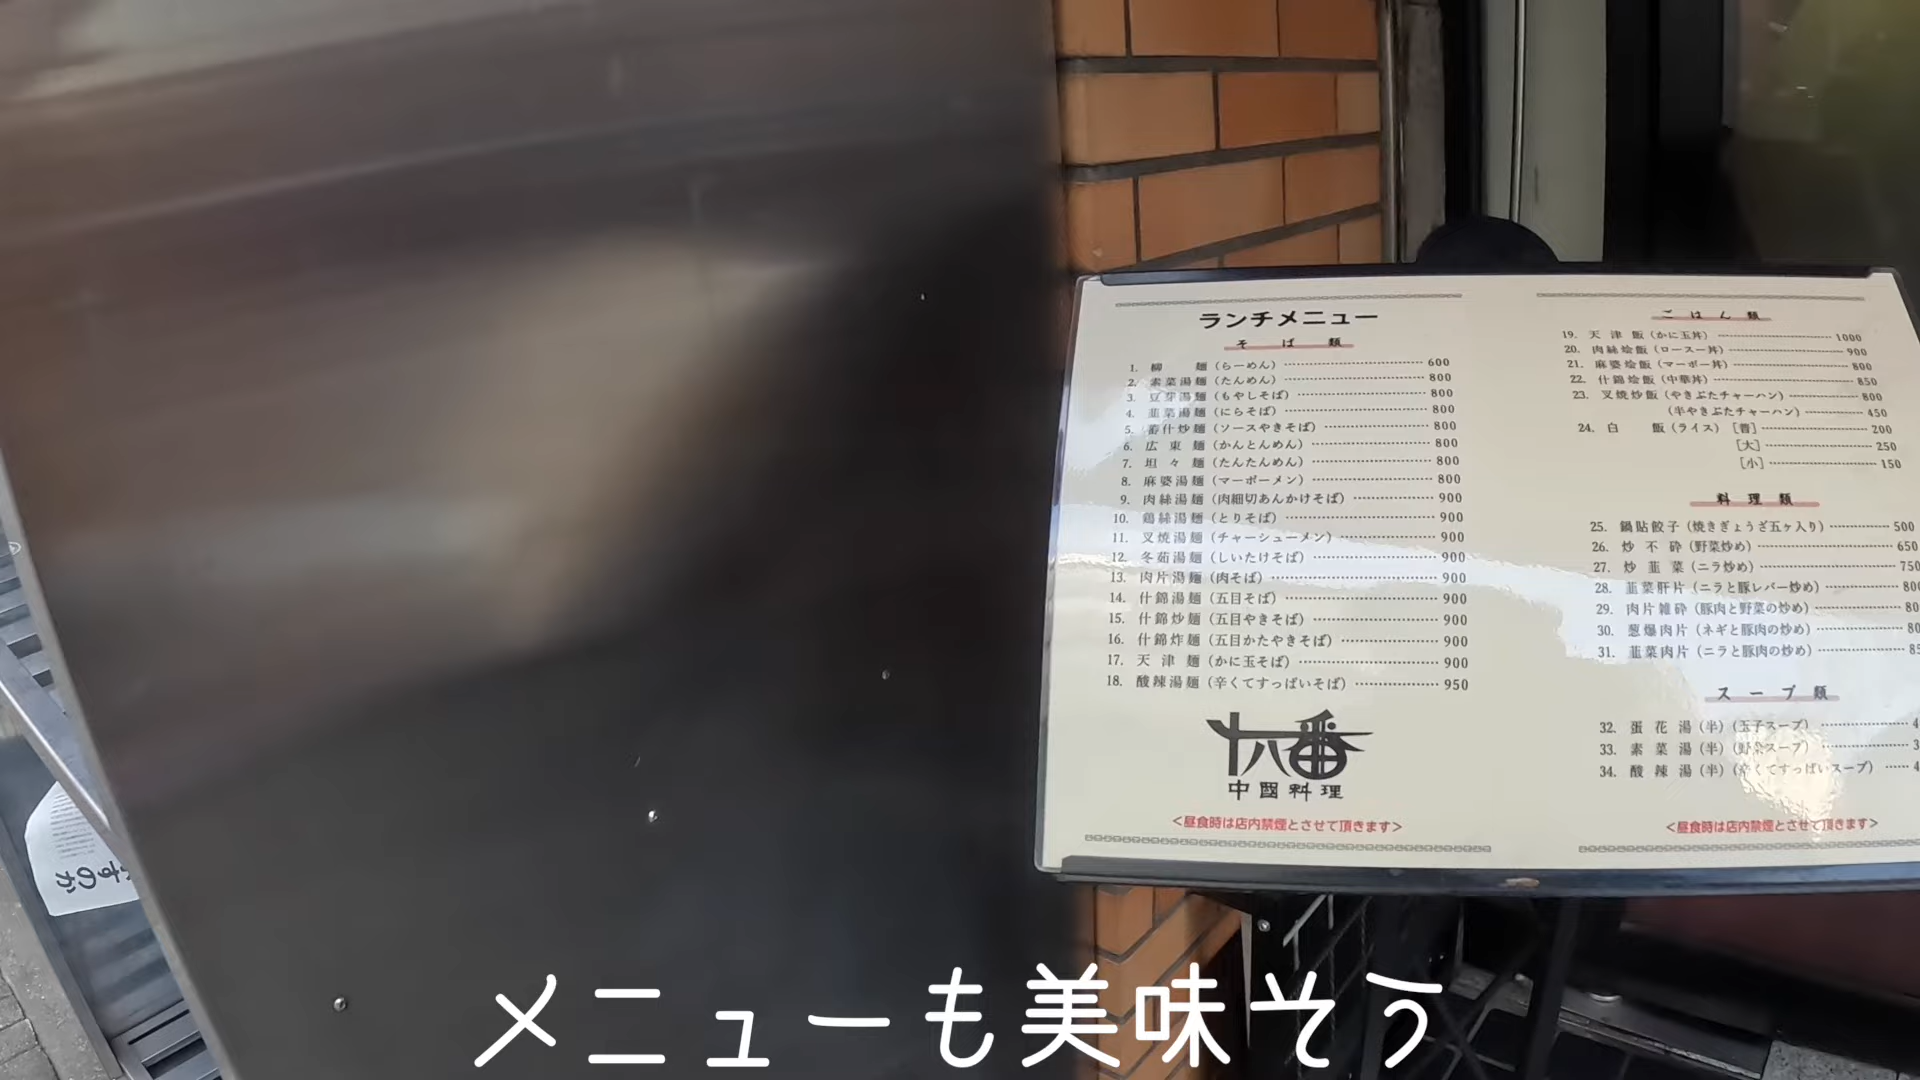 ランチメニュー
そば類
1. 柳麺（らーめん） 600
2. 素菜湯麺（たんめん） 800
3. 豆芽湯麺（もやしそば） 800
4. 韮菜湯麺（にらそば） 800
5. 什炒麺（ソースやきそば） 800
6. 広東麺（かんとんめん） 800
7. 坦々麺（たんたんめん） 800
8. 麻婆湯麺（マーボーメン） 800
9. 肉絲湯麺（肉細切あんかけそば） 900
10. 鶏絲湯麺（とりそば） 900
11. 叉焼湯麺（チャーシューメン） 900
12. 冬茹湯麺（しいたけそば） 900
13. 肉片湯麺（肉そば） 900
14. 什錦湯麺（五目そば） 900
15. 什錦炒麺（五目やきそば） 900
16. 什錦炸麺（五目かたやきそば） 900
17. 天津麺（かに玉そば） 900
18. 酸辣湯麺（辛くてすっぱいそば） 950
十八番
中國料理
＜昼食時は店内禁煙とさせて頂きます＞
ごはん類
19. 天津飯（かに玉丼） 1000
20. 肉絲烩飯（ロースー丼） 900
21. 麻婆烩飯（マーボー丼） 800
22. 什錦烩飯（中華丼） 850
23. 叉焼炒飯（やきぶたチャーハン） 800
（半やきぶたチャーハン） 450
24. 白飯（ライス）［普］ 200
［大］ 250
［小］ 150
料理類
25. 鍋貼餃子（焼きぎょうざ五ヶ入り） 500
26. 炒不砕（野菜炒め） 650
27. 炒韮菜（ニラ炒め） 750
28. 韮菜肝片（ニラと豚レバー炒め） 800
29. 肉片雑砕（豚肉と野菜の炒め） 80
30. 葱爆肉片（ネギと豚肉の炒め） 80
31. 韮菜肉片（ニラと豚肉の炒め） 85
スープ類
32. 蛋花湯（半）（玉子スープ） 4
33. 素菜湯（半）（野菜スープ） 3
34. 酸辣湯（半）（辛くてすっぱいスープ） 4
＜昼食時は店内禁煙とさせて頂きます＞
すのか
メニューも美味そう